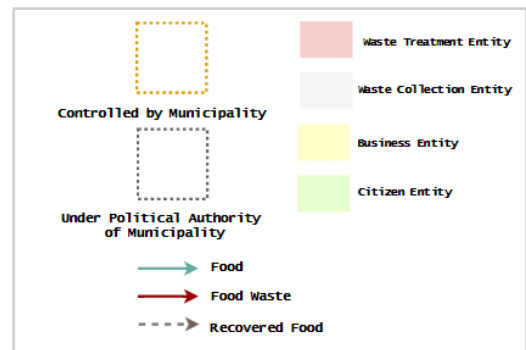 Controlled by Municipality
Under Political Authority
of Municipality
Food
Food Waste
Recovered Food
Waste Treatment Entity
Waste Collection Entity
Business Entity
Citizen Entity